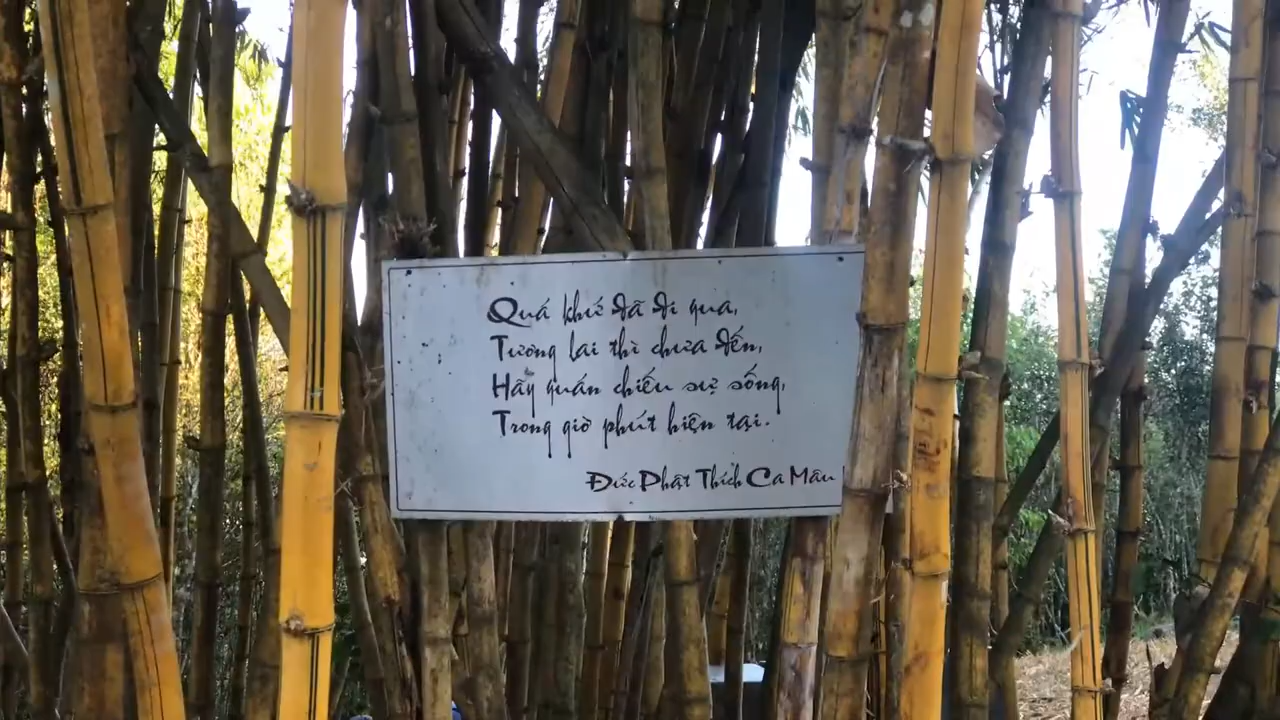 Quá khứ đã đi qua,
Tương lai thì chưa đến,
Hãy quán chiếu sự sống,
Trong giờ phút hiện tại.
Đức Phật Thích Ca Mâu